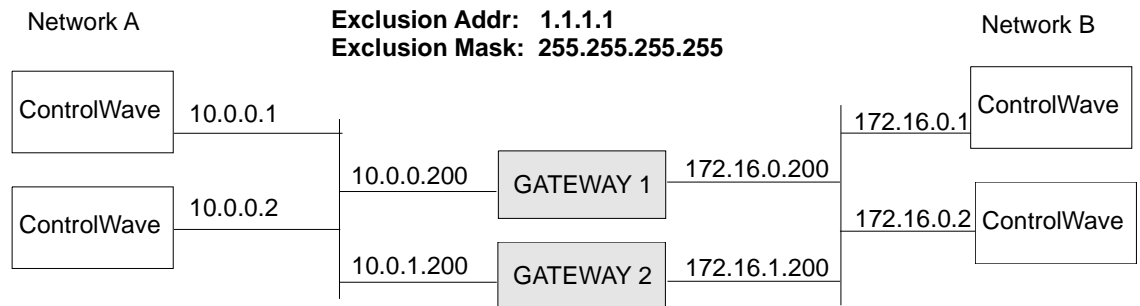 Network A
Exclusion Addr: 1.1.1.1
Exclusion Mask: 255.255.255.255
Network B
ControlWave
10.0.0.1
172.16.0.1
ControlWave
10.0.0.200
GATEWAY 1
172.16.0.200
ControlWave
10.0.0.2
172.16.0.2
ControlWave
10.0.1.200
GATEWAY 2
172.16.1.200